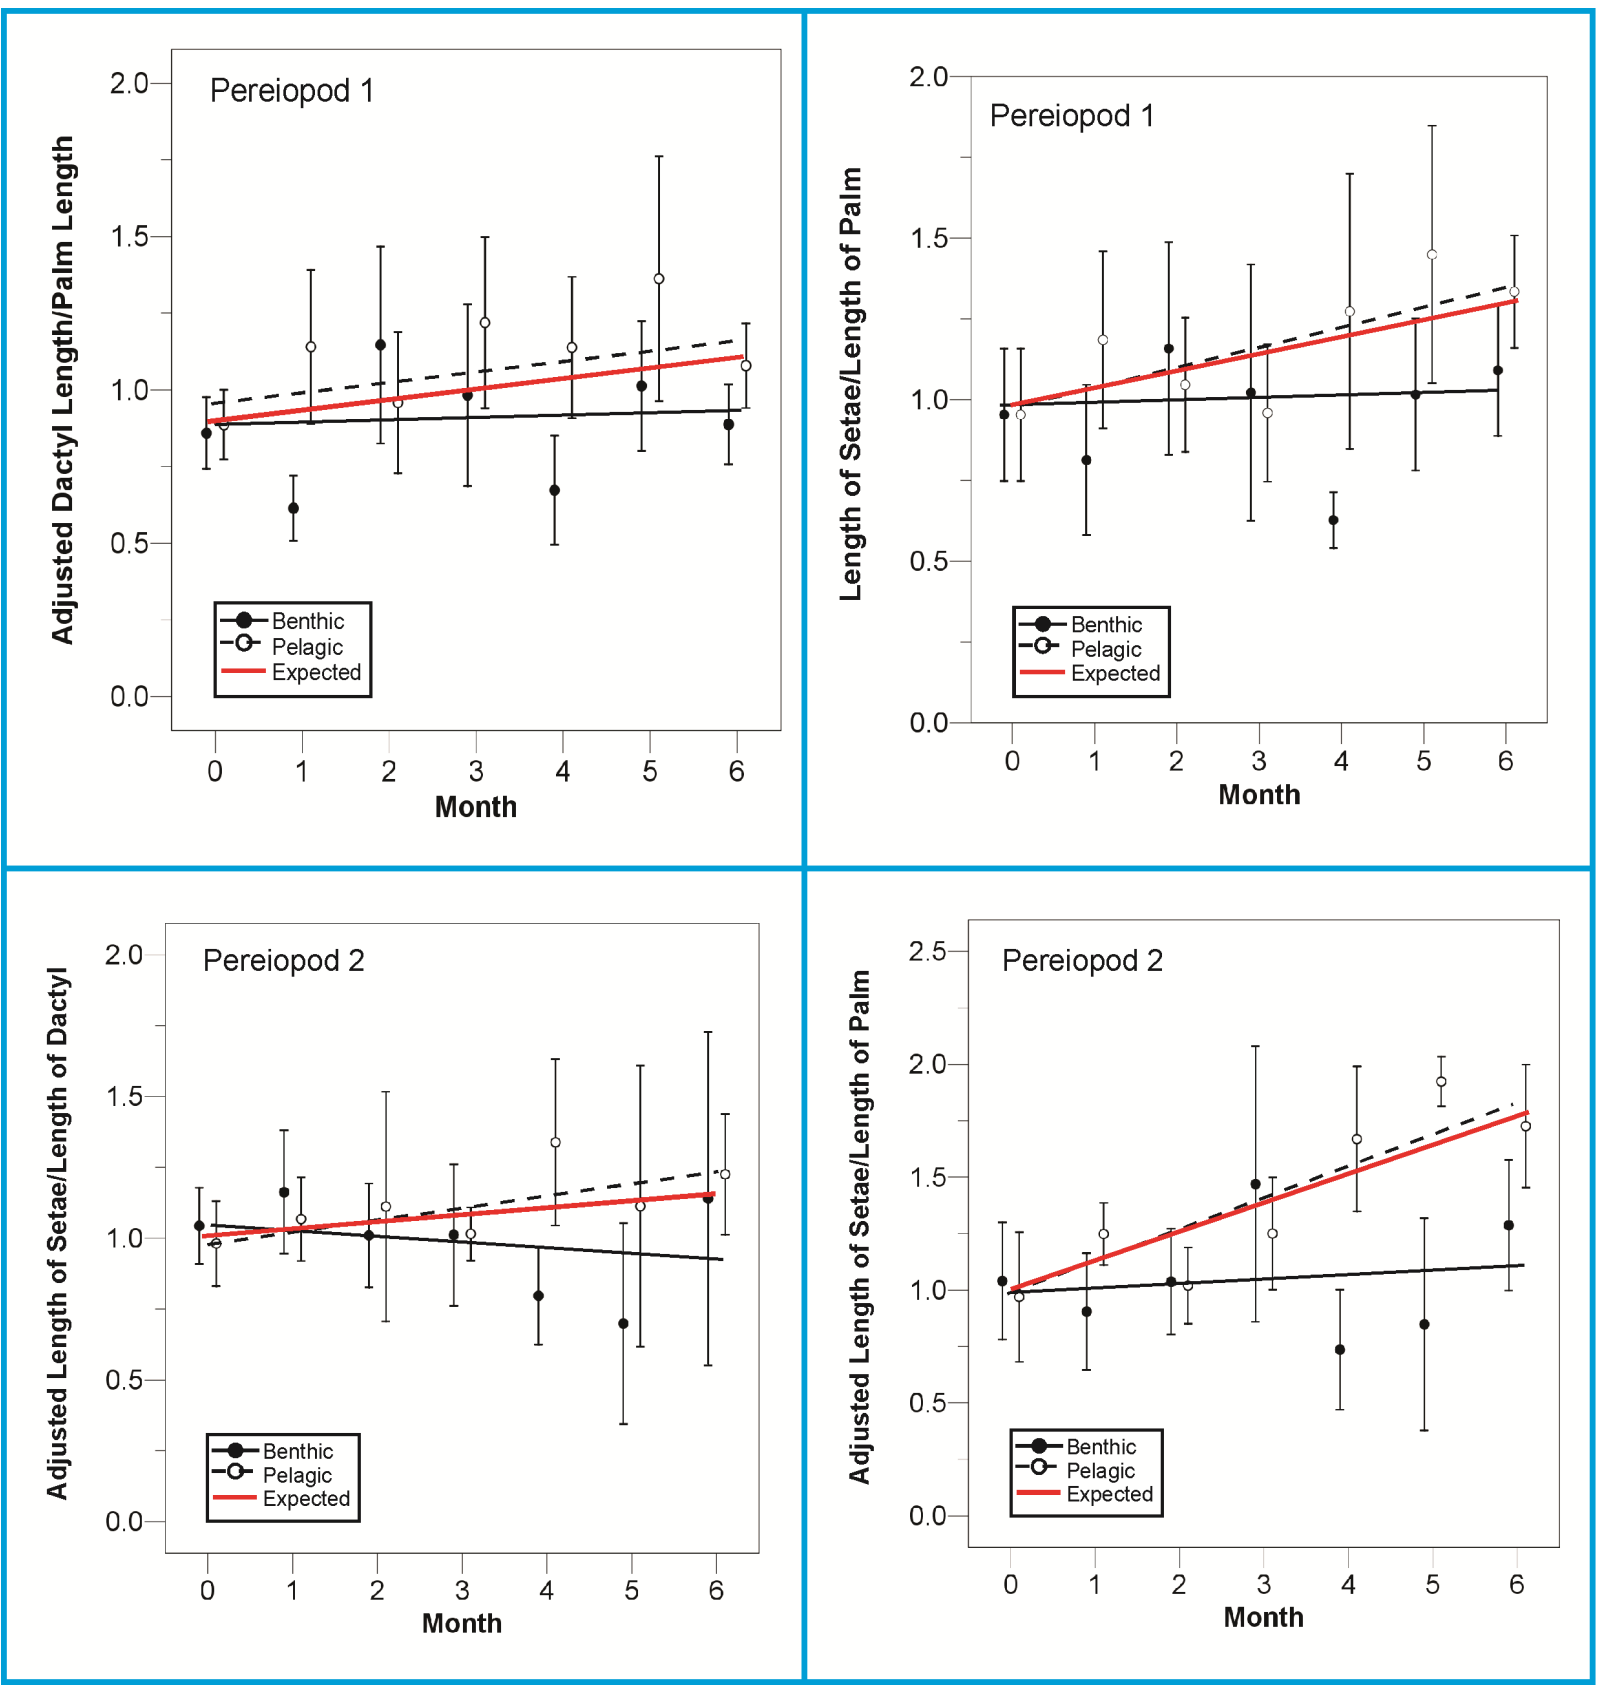 Pereiopod 1
Adjusted Dactyl Length/Palm Length
2.0
1.5
1.0
0.5
0.0
Benthic
Pelagic
Expected
0 1 2 3 4 5 6
Month
Pereiopod 1
Length of Setae/Length of Palm
2.0
1.5
1.0
0.5
0.0
Benthic
Pelagic
Expected
0 1 2 3 4 5 6
Month
Pereiopod 2
Adjusted Length of Setae/Length of Dactyl
2.0
1.5
1.0
0.5
0.0
Benthic
Pelagic
Expected
0 1 2 3 4 5 6
Month
Pereiopod 2
Adjusted Length of Setae/Length of Palm
2.5
2.0
1.5
1.0
0.5
0.0
Benthic
Pelagic
Expected
0 1 2 3 4 5 6
Month